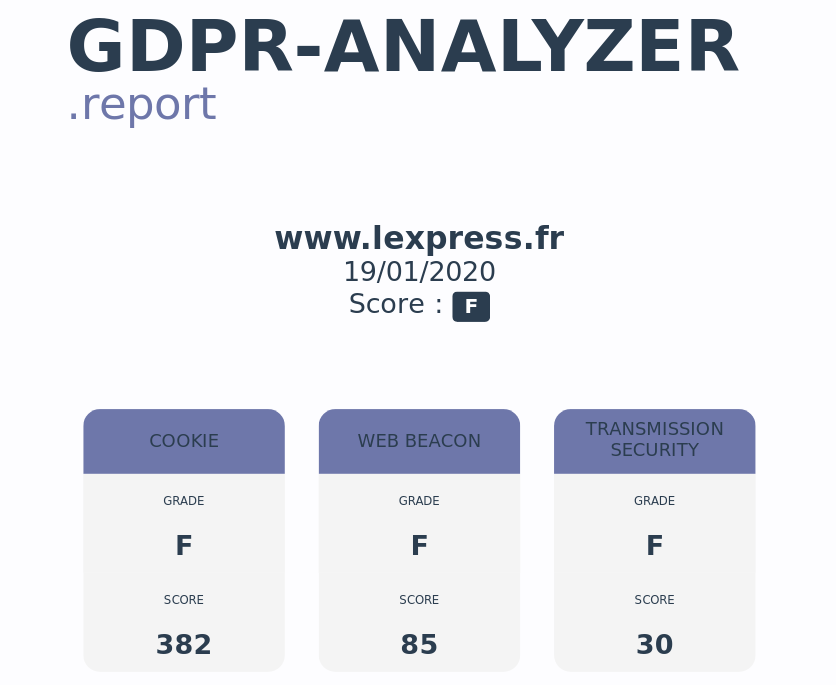 GDPR-ANALYZER
.report
www.lexpress.fr
19/01/2020
Score : F
COOKIE
GRADE
F
SCORE
382
WEB BEACON
GRADE
F
SCORE
85
TRANSMISSION
SECURITY
GRADE
F
SCORE
30